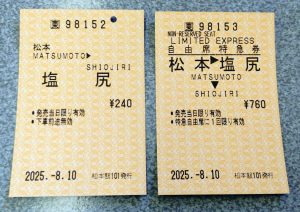 園 98152
松本
MATSUMOTO▶
SHIOJIRI
塩尻
¥240
・発売当日限り有効
・下車前途無効
2025.-8.10
松本駅101発行
園 98153
NON-RESERVED SEAT
LIMITED EXPRESS
自由席特急券
松本▶塩尻
MATSUMOTO
▼
SHIOJIRI
¥760
・発売当日限り有効
・特急自由席に1回限り有効
2025.-8.10
松本駅101発行